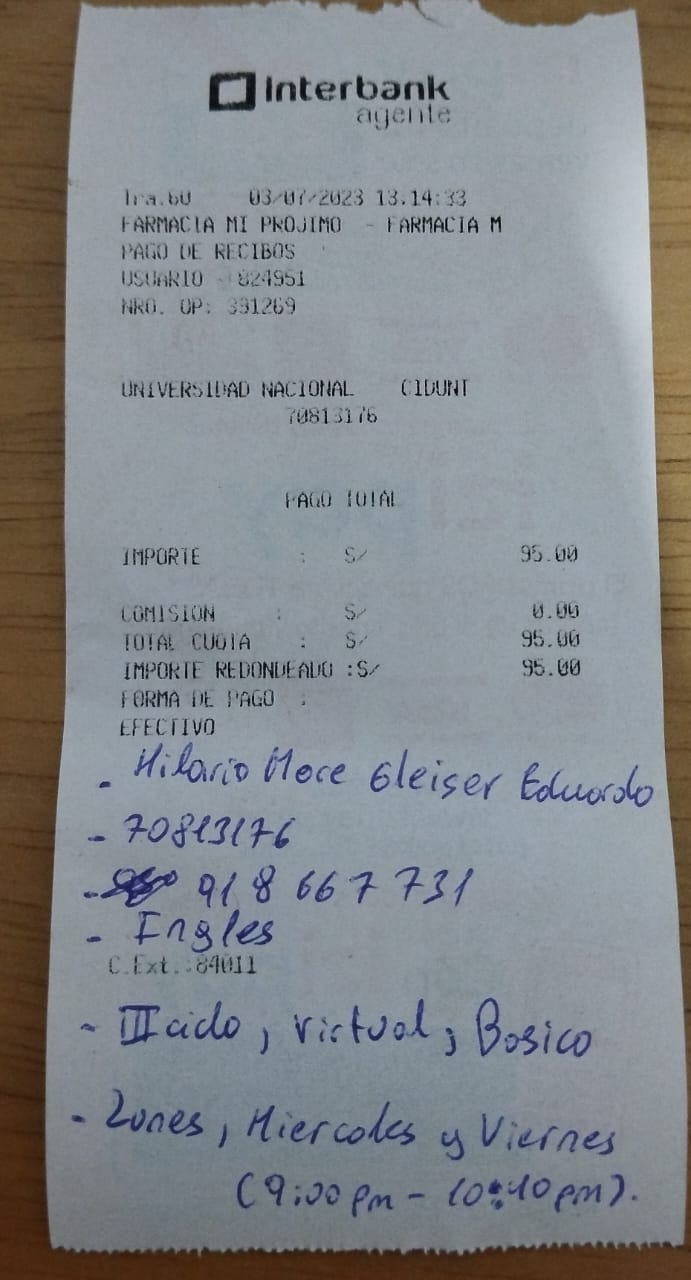 Interbank
agente
Tra.60 03/07/2023 13.14:33
FARMACIA MI PROJIMO - FARMACIA M
PAGO DE RECIBOS
USUARIO - 824951
NRO. OP: 391269
UNIVERSIDAD NACIONAL CIDUNT
70813176
PAGO TOTAL
IMPORTE : S/ 95.00
COMISION : S/ 0.00
TOTAL CUOTA : S/ 95.00
IMPORTE REDONDEADO :S/ 95.00
FORMA DE PAGO :
EFECTIVO
- Hilario More Gleiser Eduardo
- 70813176
- 918 667 731
- Ingles
C.Ext.:84011
- III ciclo, virtual, Basico
- Lunes, Miercoles y Viernes
(9:00 pm - 10:40 pm).